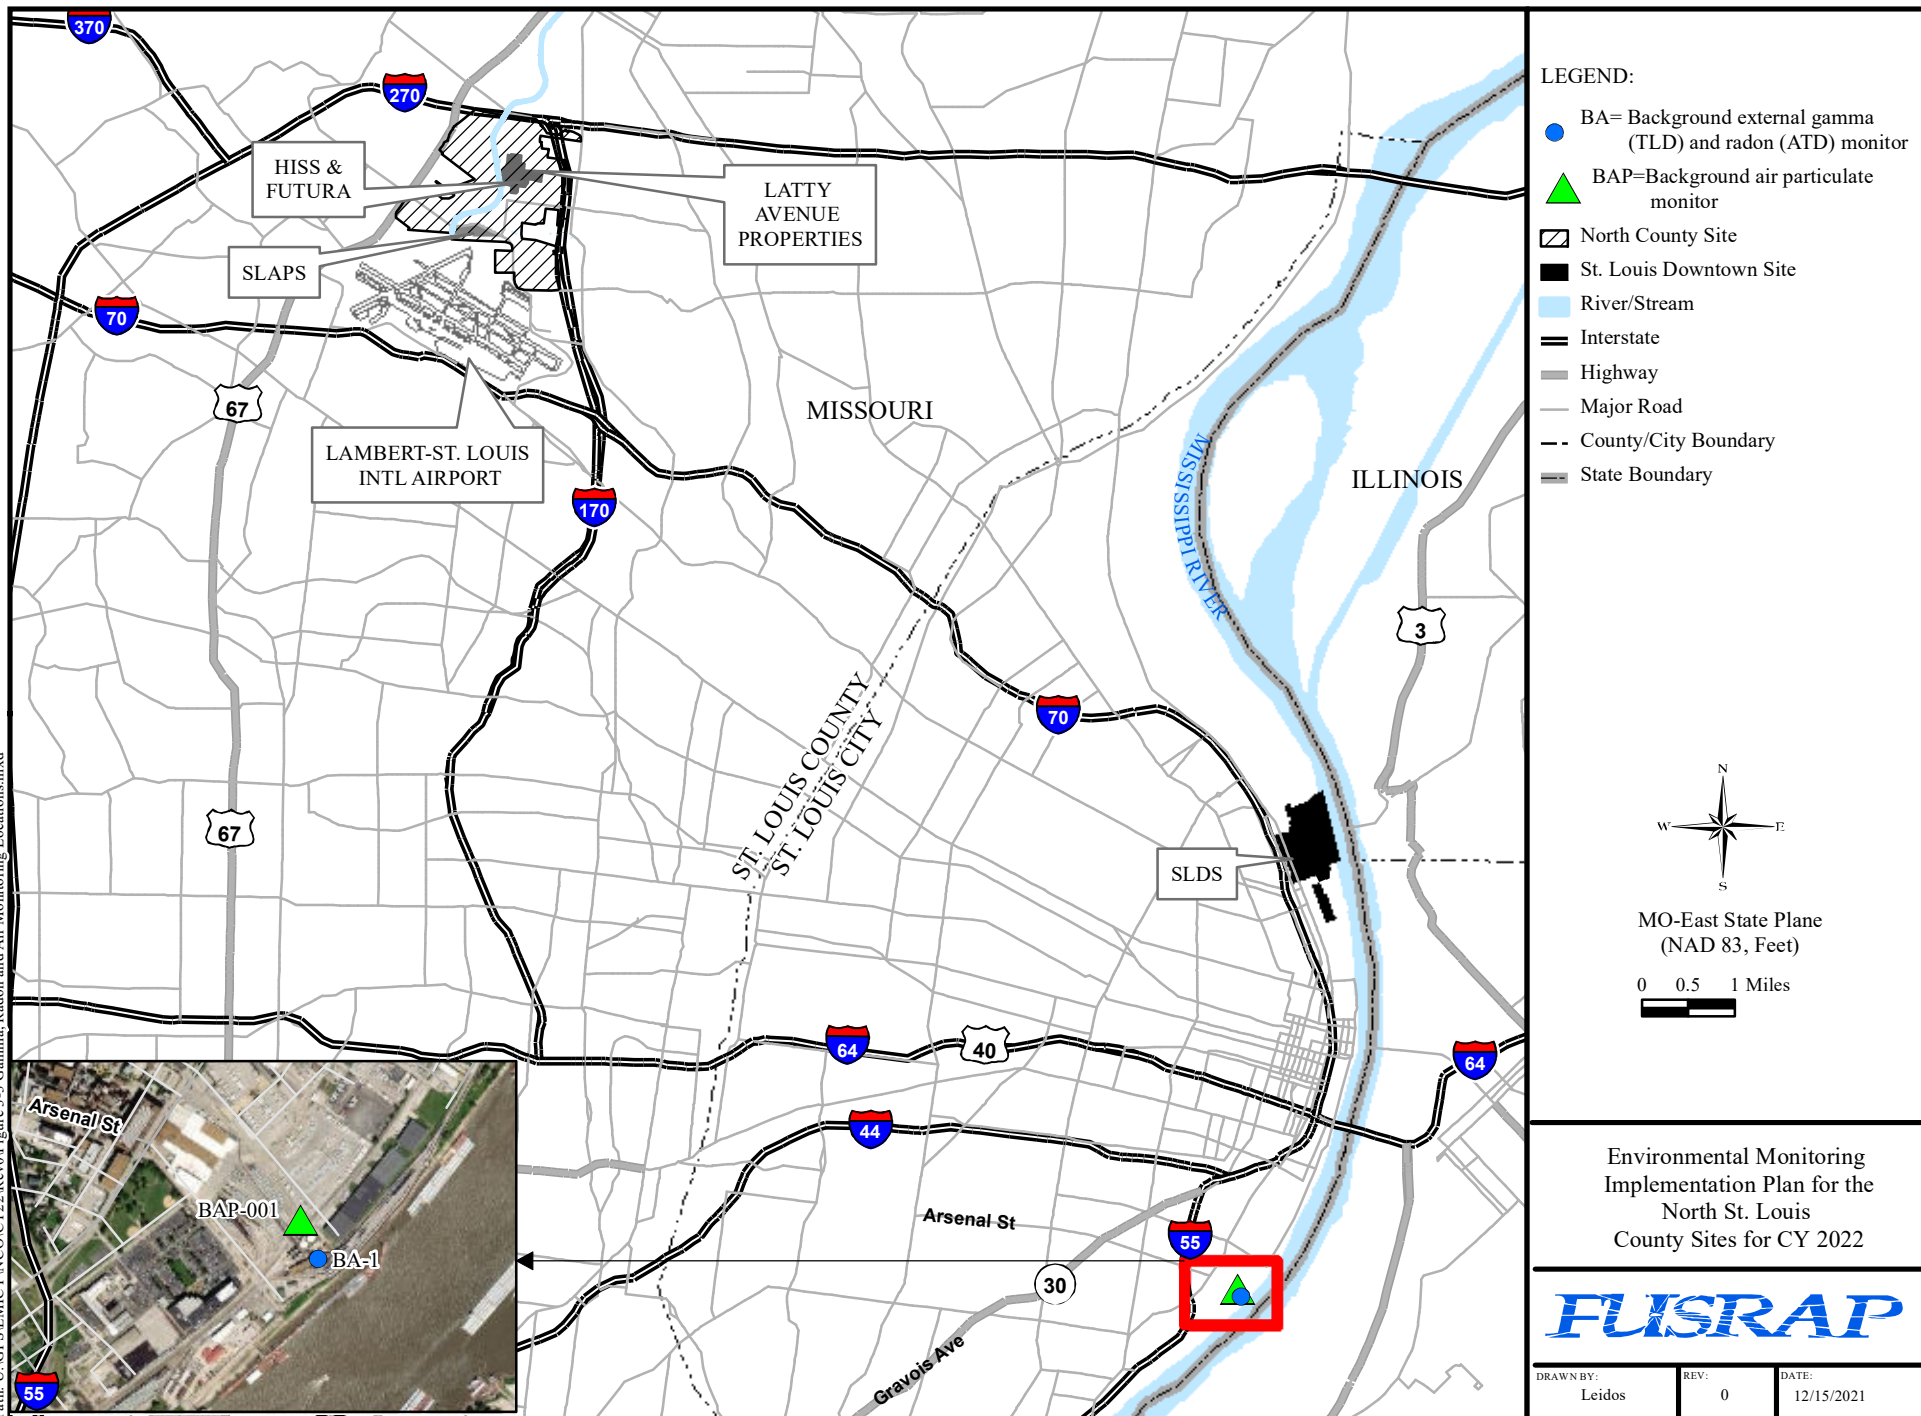 370
270
HISS &
FUTURA
LATTY
AVENUE
PROPERTIES
SLAPS
70
67
MISSOURI
LAMBERT-ST. LOUIS
INTL AIRPORT
170
ILLINOIS
MISSISSIPPI RIVER
3
ST. LOUIS COUNTY
ST. LOUIS CITY
70
67
SLDS
64
40
64
44
Arsenal St
55
30
Gravois Ave
Arsenal St
BAP-001
BA-1
55
LEGEND:
BA= Background external gamma
(TLD) and radon (ATD) monitor
BAP=Background air particulate
monitor
North County Site
St. Louis Downtown Site
River/Stream
Interstate
Highway
Major Road
County/City Boundary
State Boundary
N
W E
S
MO-East State Plane
(NAD 83, Feet)
0 0.5 1 Miles
Environmental Monitoring
Implementation Plan for the
North St. Louis
County Sites for CY 2022
FUSRAP
DRAWN BY:
Leidos
REV:
0
DATE:
12/15/2021